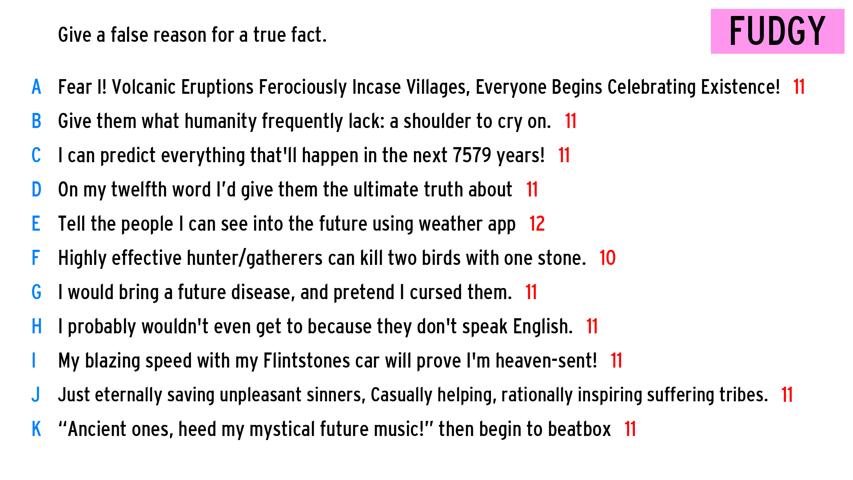 Give a false reason for a true fact.
FUDGY
A Fear I! Volcanic Eruptions Ferociously Incase Villages, Everyone Begins Celebrating Existence! 11
B Give them what humanity frequently lack: a shoulder to cry on. 11
C I can predict everything that'll happen in the next 7579 years! 11
D On my twelfth word I'd give them the ultimate truth about 11
E Tell the people I can see into the future using weather app 12
F Highly effective hunter/gatherers can kill two birds with one stone. 10
G I would bring a future disease, and pretend I cursed them. 11
H I probably wouldn't even get to because they don't speak English. 11
I My blazing speed with my Flintstones car will prove I'm heaven-sent! 11
J Just eternally saving unpleasant sinners, Casually helping, rationally inspiring suffering tribes. 11
K “Ancient ones, heed my mystical future music!” then begin to beatbox 11